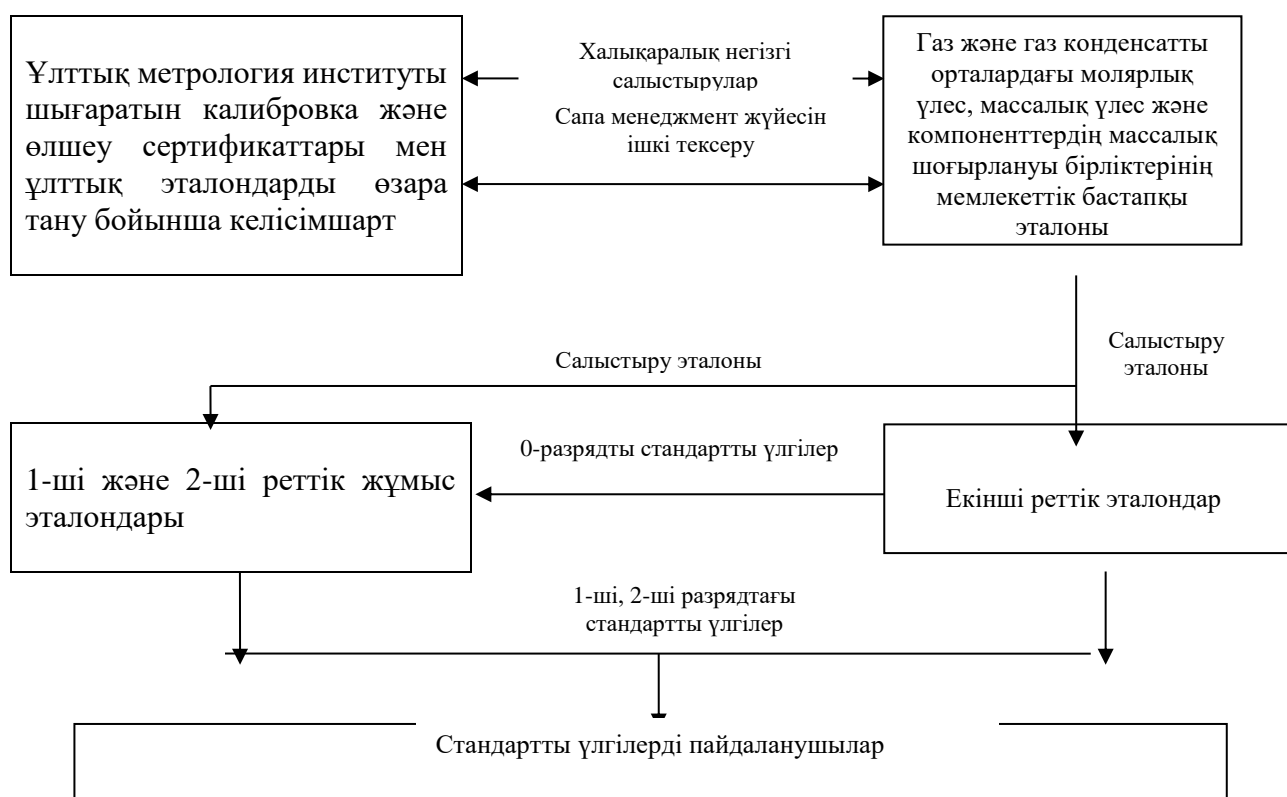 Ұлттық метрология институты
шығаратын калибровка және
өлшеу сертификаттары мен
ұлттық эталондарды өзара
тану бойынша келісімшарт
Халықаралық негізгі
салыстырулар
Сапа менеджмент жүйесін
ішкі тексеру
Газ және газ конденсатты
орталардағы молярлық
үлес, массалық үлес және
компоненттердің массалық
шоғырлануы бірліктерінің
мемлекеттік бастапқы
эталоны
Салыстыру эталоны
Салыстыру
эталоны
1-ші және 2-ші реттік жұмыс
эталондары
0-разрядты стандартты үлгілер
Екінші реттік эталондар
1-ші, 2-ші разрядтағы
стандартты үлгілер
Стандартты үлгілерді пайдаланушылар